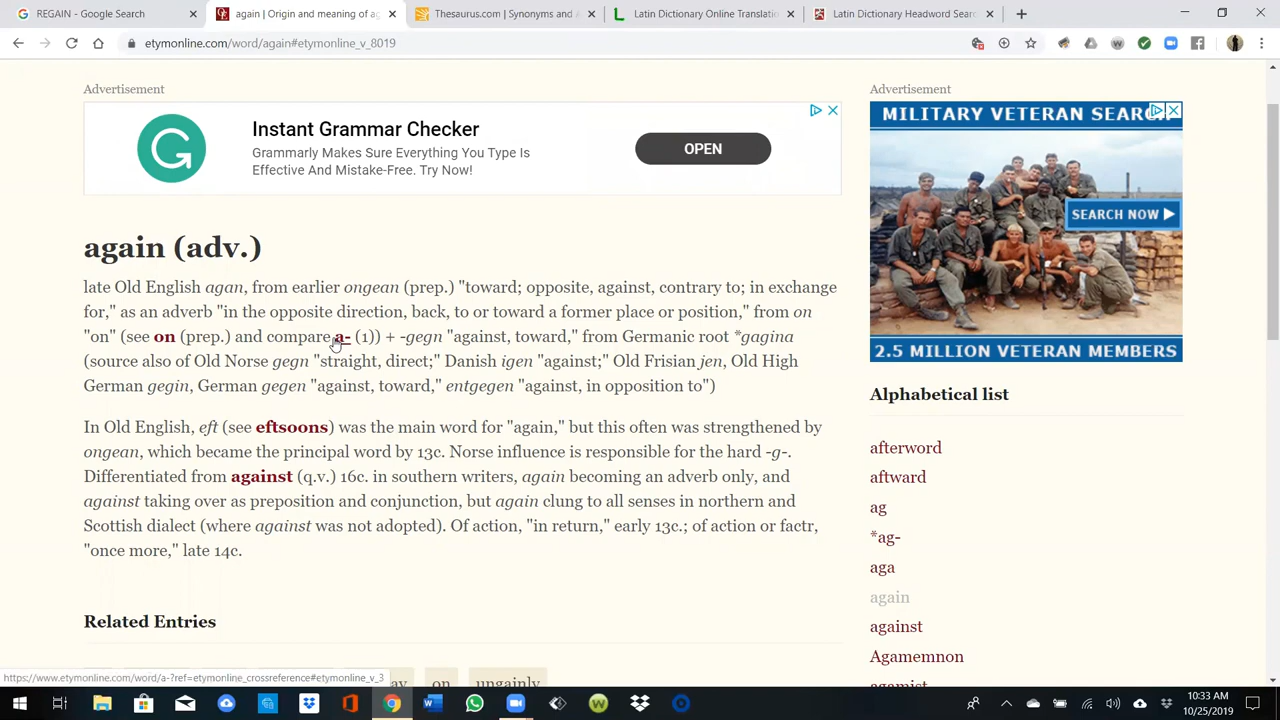 REGAIN - Google Search
again | Origin and meaning of ag
Thesaurus.com | Synonyms and A
Latin Dictionary Online Translatio
Latin Dictionary Headword Searc
etymonline.com/word/again#etymonline_v_8019
Advertisement
Instant Grammar Checker
Grammarly Makes Sure Everything You Type Is
Effective And Mistake-Free. Try Now!
OPEN
again (adv.)
late Old English agan, from earlier ongean (prep.) "toward; opposite, against, contrary to; in exchange
for," as an adverb "in the opposite direction, back, to or toward a former place or position," from on
"on" (see on (prep.) and compare a- (1)) + -gegn "against, toward," from Germanic root *gagina
(source also of Old Norse gegn "straight, direct;" Danish igen "against;" Old Frisian jen, Old High
German gegin, German gegen "against, toward," entgegen "against, in opposition to")
In Old English, eft (see eftsoons) was the main word for "again," but this often was strengthened by
ongean, which became the principal word by 13c. Norse influence is responsible for the hard -g-.
Differentiated from against (q.v.) 16c. in southern writers, again becoming an adverb only, and
against taking over as preposition and conjunction, but again clung to all senses in northern and
Scottish dialect (where against was not adopted). Of action, "in return," early 13c.; of action or factr,
"once more," late 14c.
Related Entries
ay
on
ungainly
Advertisement
MILITARY VETERAN SEARC
SEARCH NOW
2.5 MILLION VETERAN MEMBERS
Alphabetical list
afterword
aftward
ag
*ag-
aga
again
against
Agamemnon
agamist
https://www.etymonline.com/word/a-?ref=etymonline_crossreference#etymonline_v_3
10:33 AM
10/25/2019